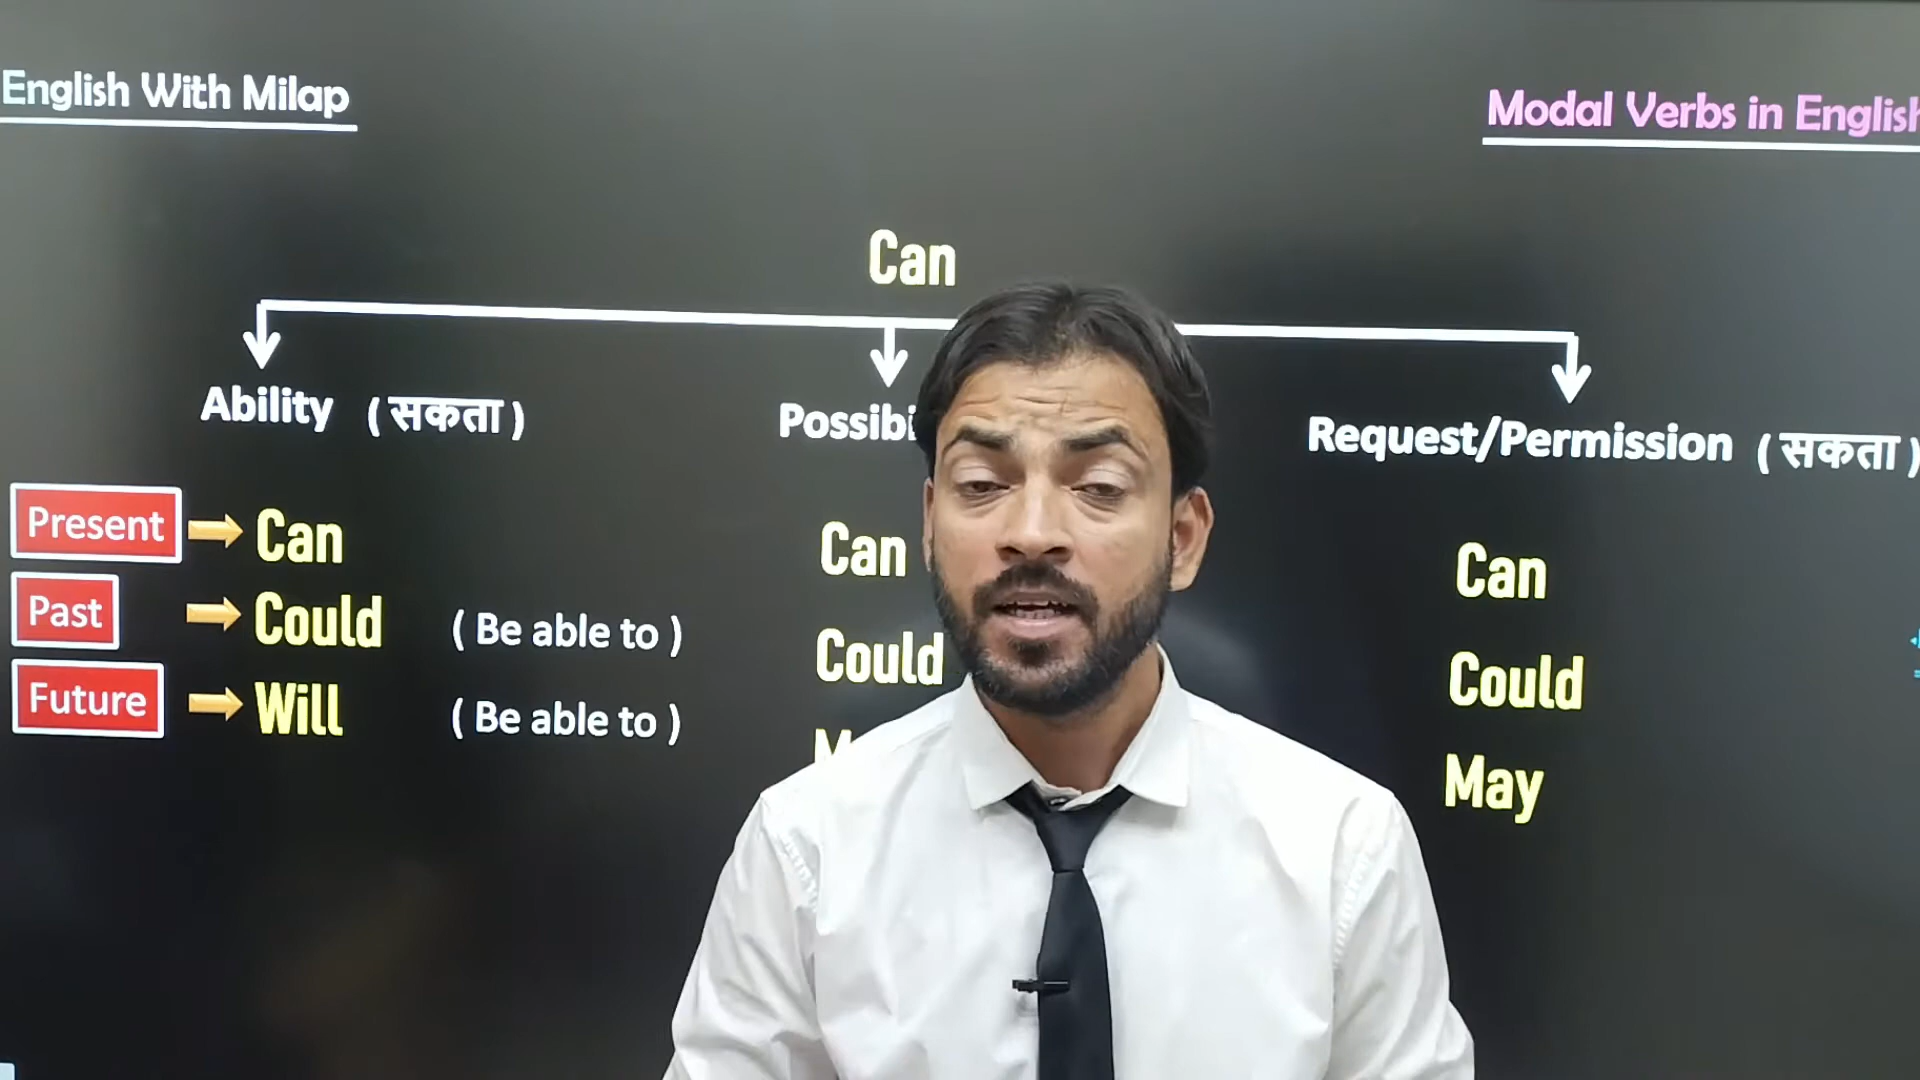 English With Milap
Modal Verbs in English
Can
Ability ( सकता )
Request/Permission ( सकता )
Present
Can
Past
Could ( Be able to )
Future
Will ( Be able to )
Can
Could
Can
Could
May